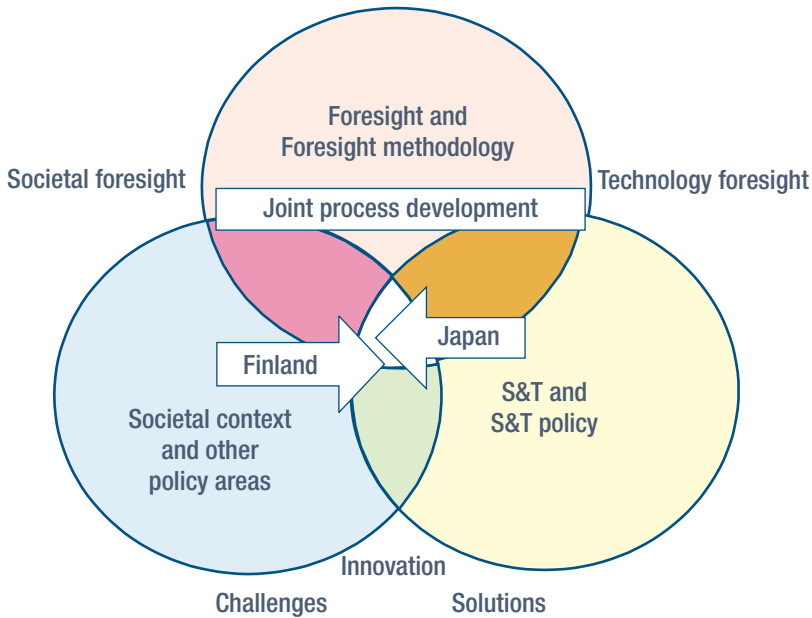 Foresight and
Foresight methodology
Societal foresight
Technology foresight
Joint process development
Japan
Finland
S&T and
S&T policy
Societal context
and other
policy areas
Innovation
Challenges
Solutions